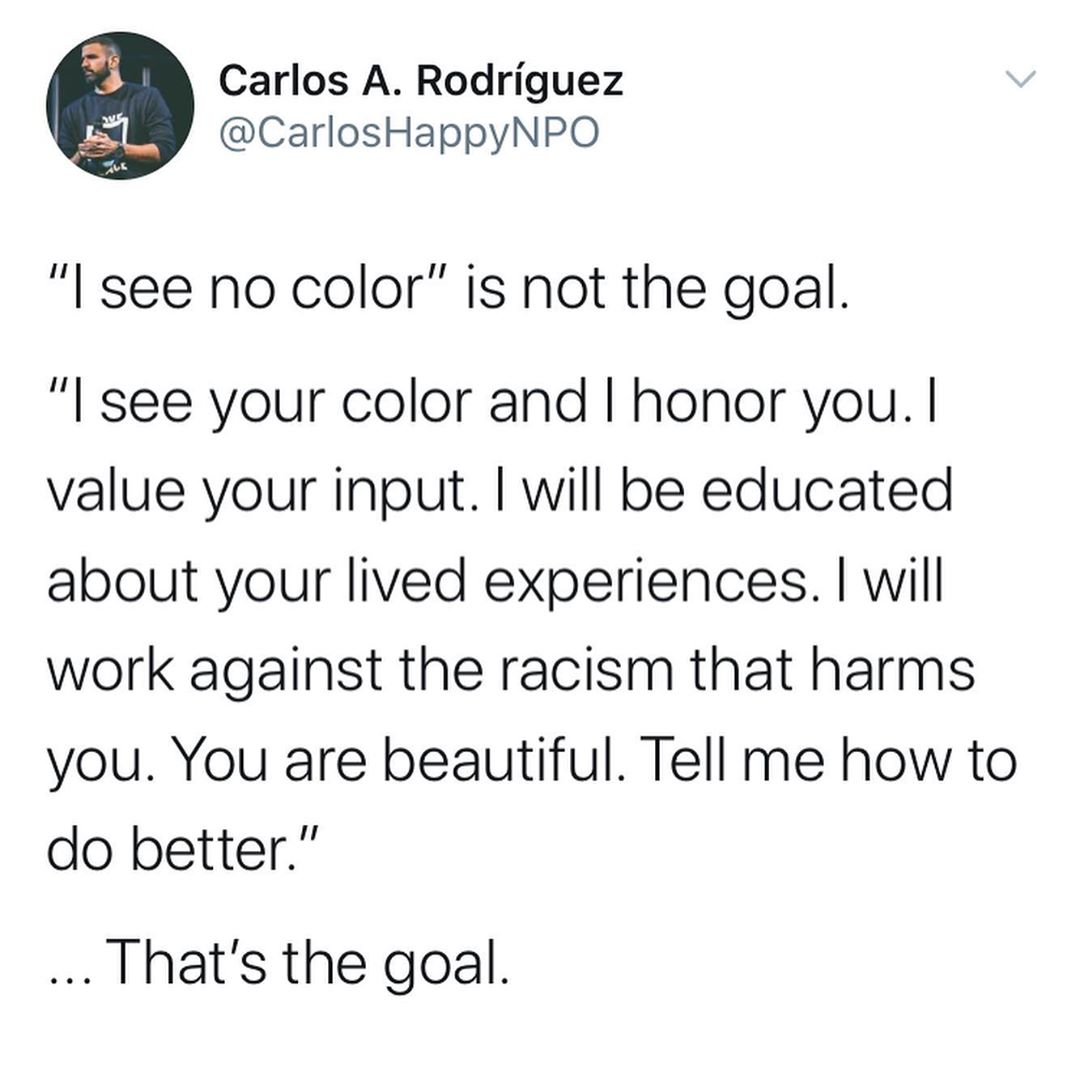 Carlos A. Rodríguez
@CarlosHappyNPO
“I see no color” is not the goal.
“I see your color and I honor you. I
value your input. I will be educated
about your lived experiences. I will
work against the racism that harms
you. You are beautiful. Tell me how to
do better.”
... That’s the goal.